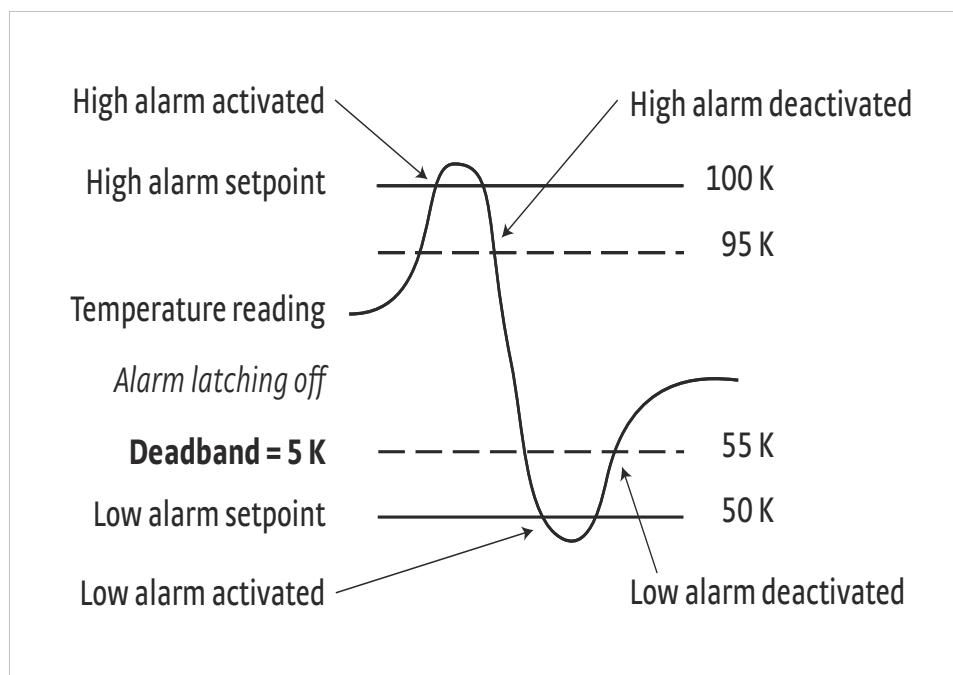 High alarm activated
High alarm deactivated
High alarm setpoint
100 K
95 K
Temperature reading
Alarm latching off
Deadband = 5 K
55 K
Low alarm setpoint
50 K
Low alarm activated
Low alarm deactivated